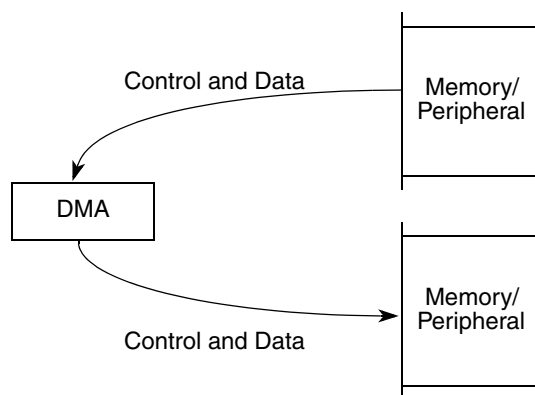 Control and Data
Memory/
Peripheral
DMA
Memory/
Peripheral
Control and Data